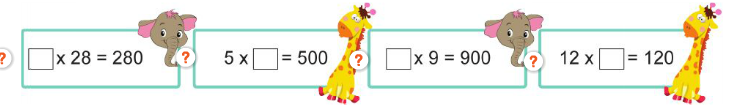 ?
□ x 28 = 280
?
5 x □ = 500
?
□ x 9 = 900
?
12 x □ = 120